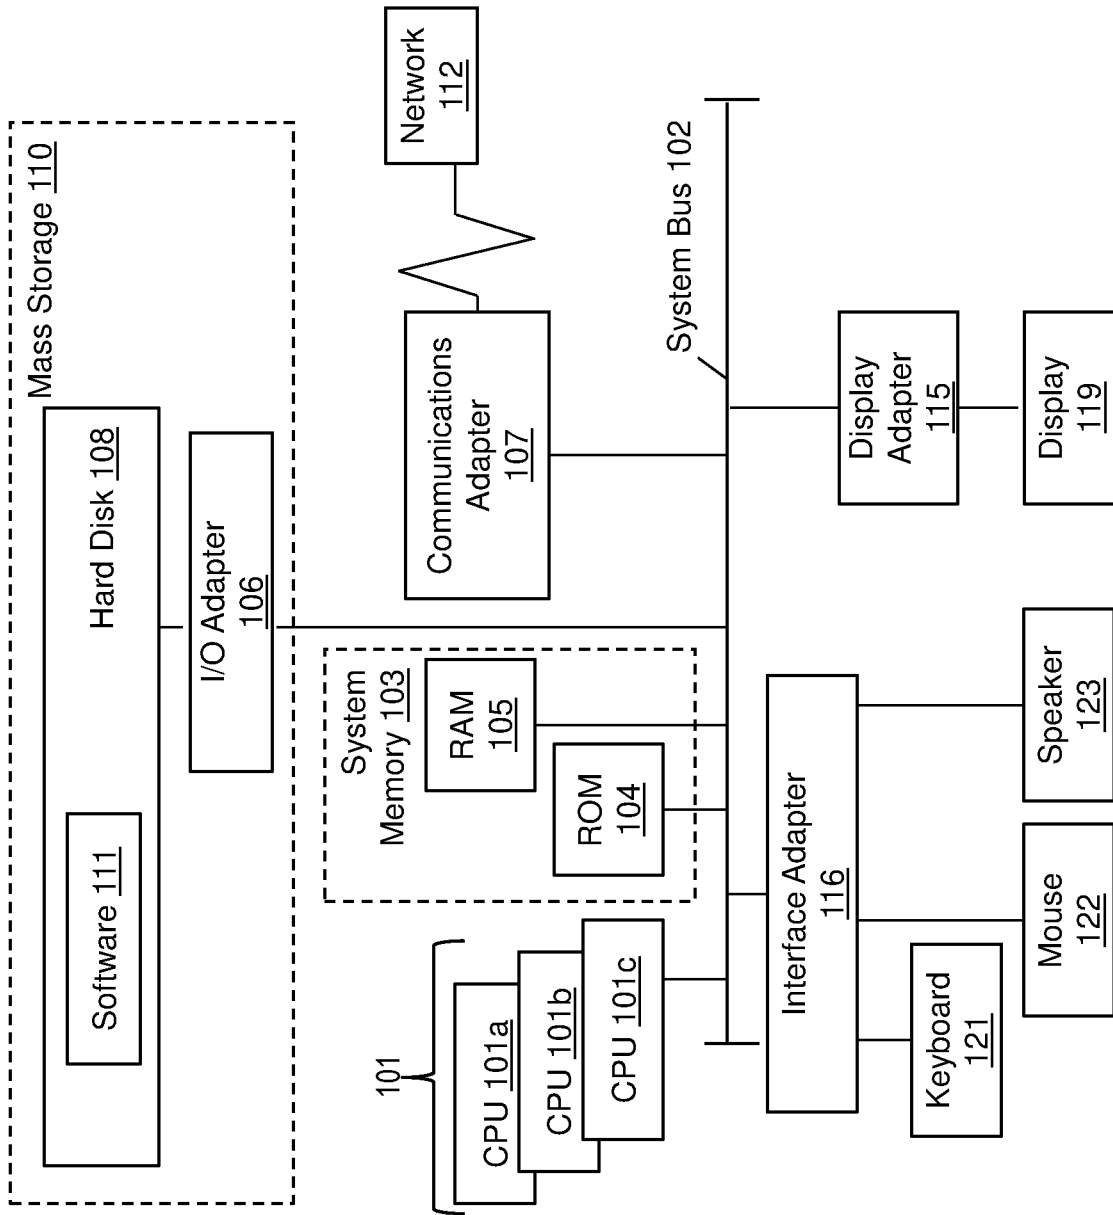 Mass Storage 110
Hard Disk 108
Software 111
I/O Adapter
106
Network
112
Communications
Adapter
107
System
Memory 103
RAM
105
ROM
104
101
CPU 101a
CPU 101b
CPU 101c
System Bus 102
Interface Adapter
116
Display
Adapter
115
Keyboard
121
Mouse
122
Speaker
123
Display
119